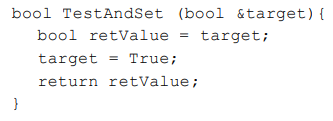 bool TestAndSet (bool &target){
   bool retValue = target;
   target = True;
   return retValue;
}